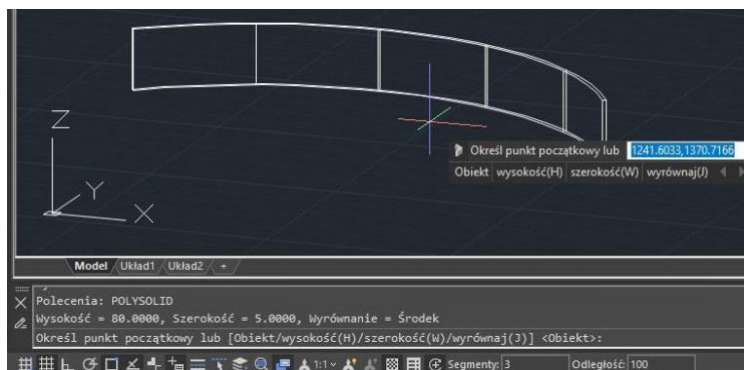 Z
Y
X
Określ punkt początkowy lub 1241.6033,1370.7166
Obiekt wysokość(H) szerokość(W) wyrównaj(J)
Model Układ1 Układ2 +
Polecenia: POLYSOLID
Wysokość = 80.0000, Szerokość = 5.0000, Wyrównanie = Środek
Określ punkt początkowy lub [Obiekt/wysokość(H)/szerokość(W)/wyrównaj(J)] <Obiekt>:
1:1 Segmenty: 3 Odległość: 100